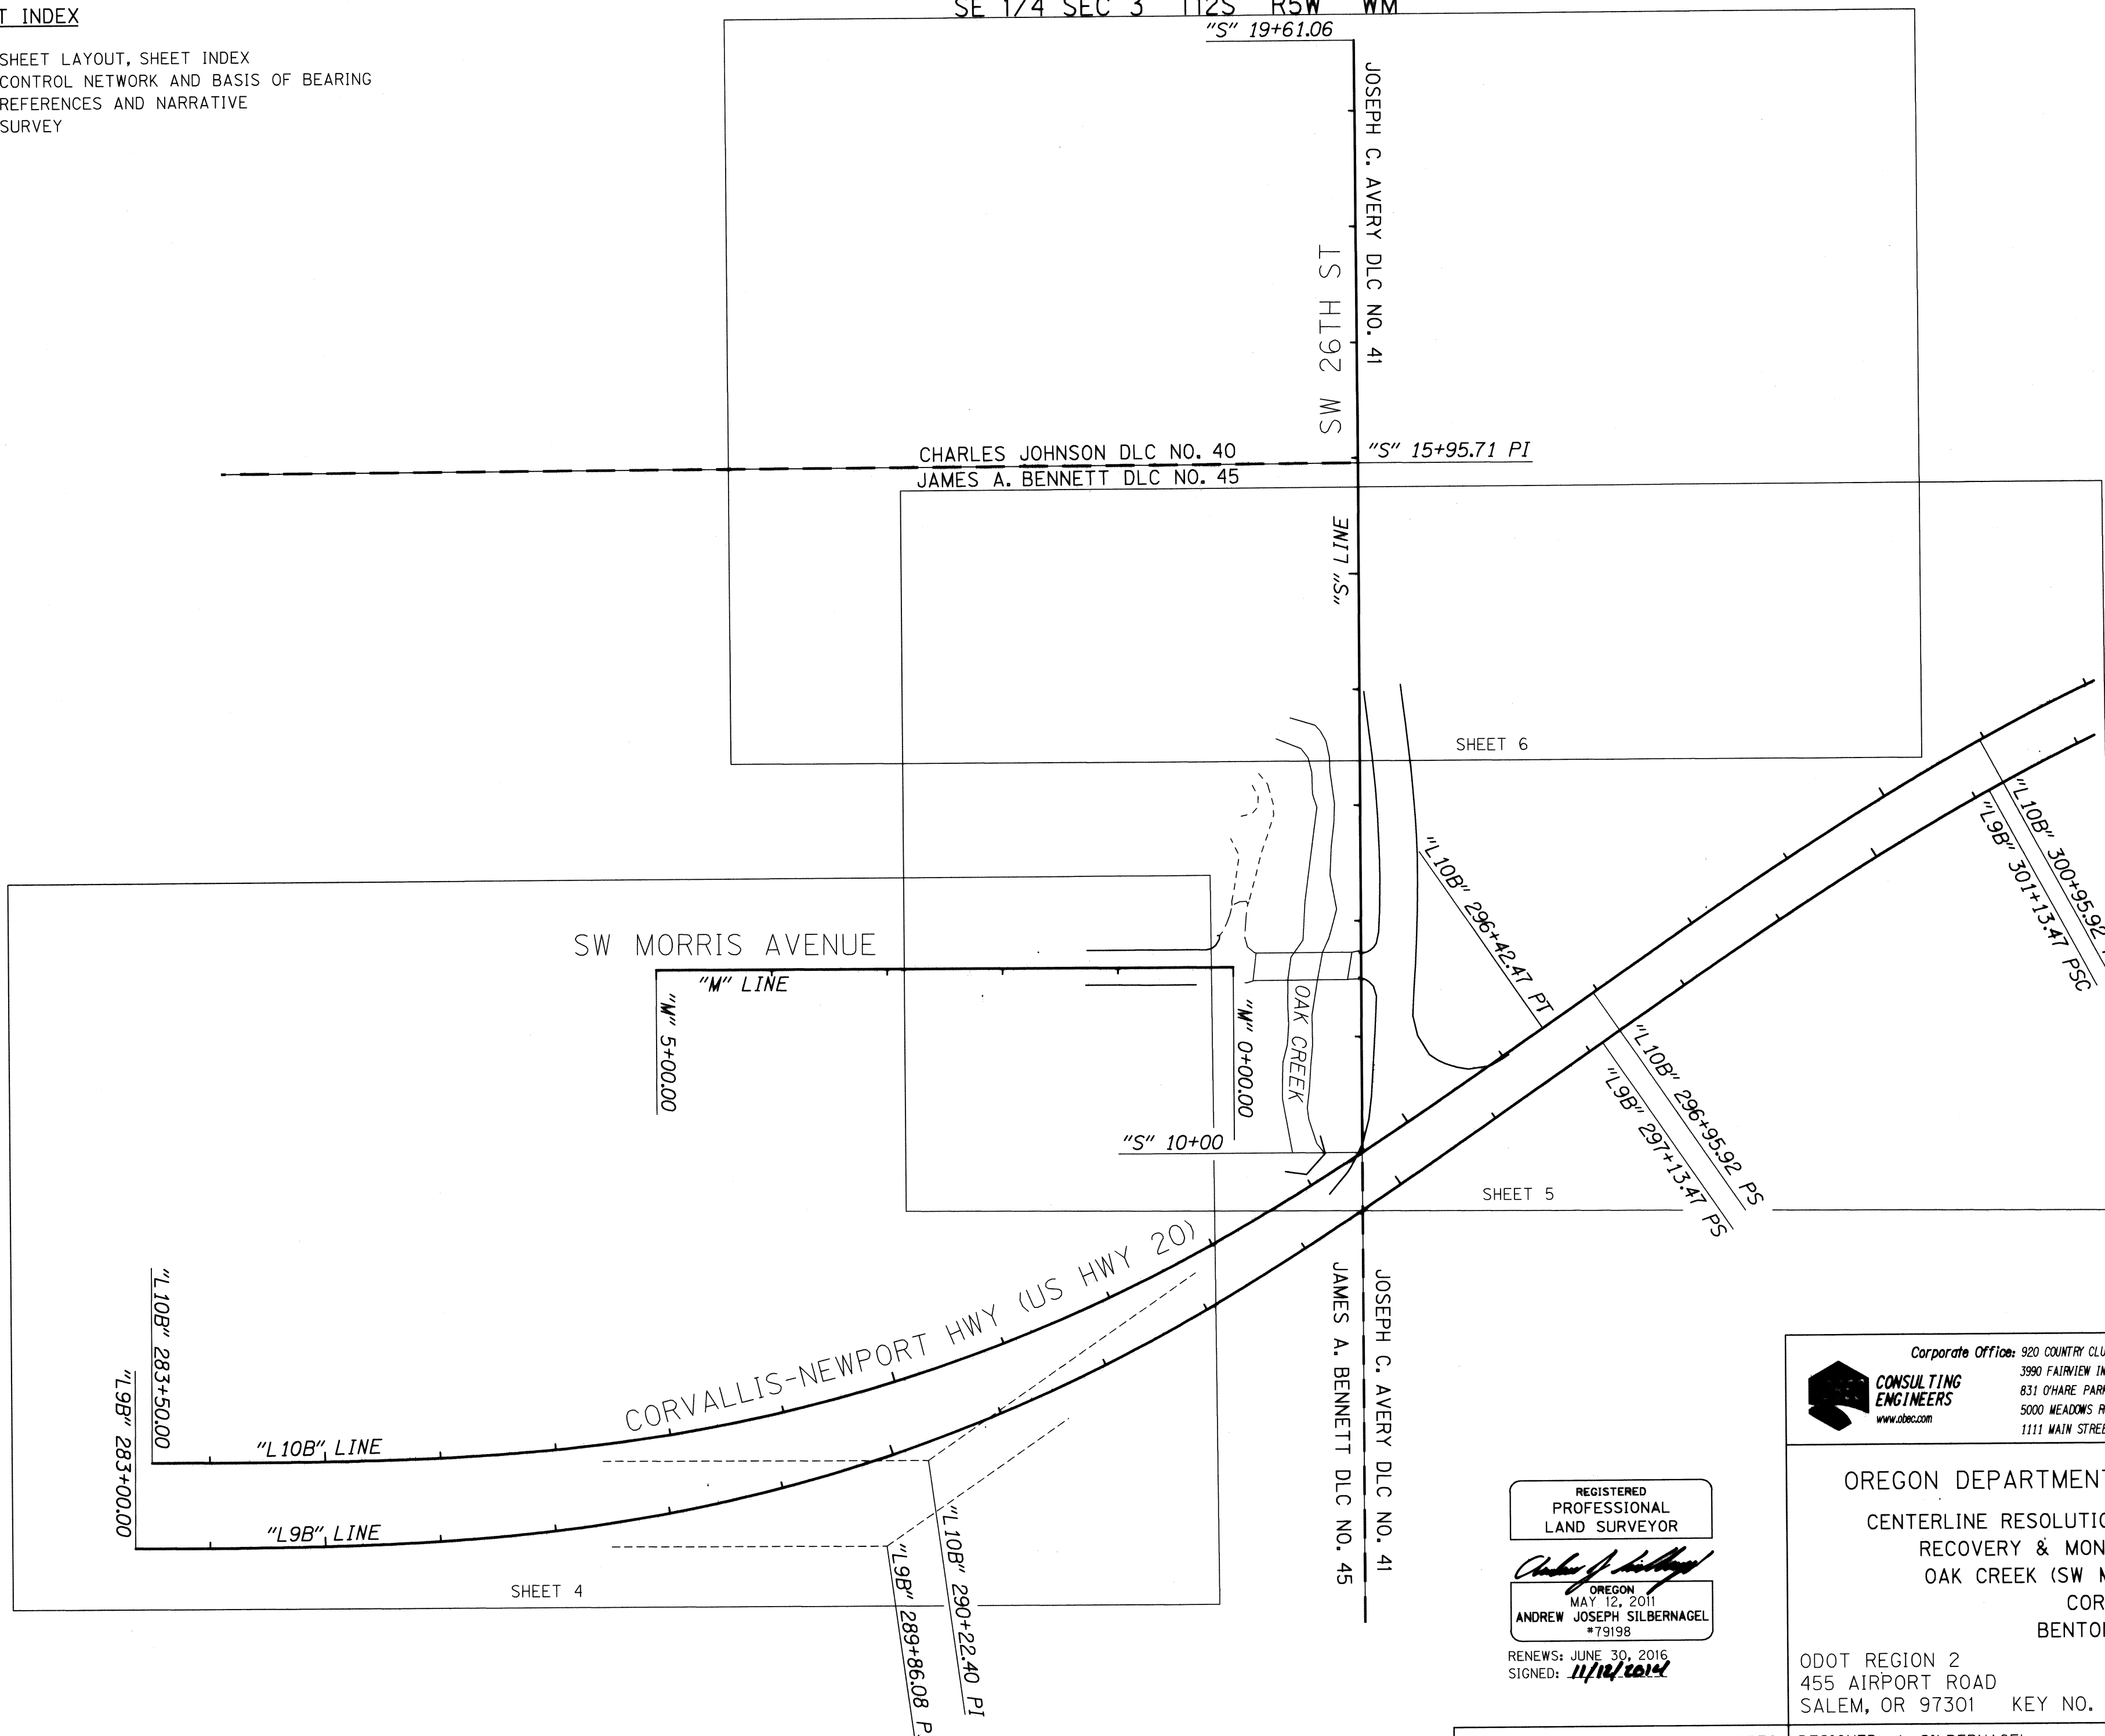 T INDEX
SHEET LAYOUT, SHEET INDEX
CONTROL NETWORK AND BASIS OF BEARING
REFERENCES AND NARRATIVE
SURVEY
SE 1/4 SEC 3 T12S R5W WM
"S" 19+61.06
JOSEPH C. AVERY DLC NO. 41
SW 26TH ST
CHARLES JOHNSON DLC NO. 40
JAMES A. BENNETT DLC NO. 45
"S" 15+95.71 PI
"S" LINE
SHEET 6
"L10B" 300+95.92
"L9B" 301+13.47 PSC
"L10B" 296+42.47 PT
SW MORRIS AVENUE
"M" LINE
"M" 5+00.00
"M" 0+00.00
OAK CREEK
"S" 10+00
"L10B" 296+95.92 PS
"L9B" 297+13.47 PS
SHEET 5
CORVALLIS-NEWPORT HWY (US HWY 20)
"L10B" 283+50.00
"L9B" 283+00.00
"L10B" LINE
"L9B" LINE
JAMES A. BENNETT DLC NO. 45
JOSEPH C. AVERY DLC NO. 41
SHEET 4
"L10B" 290+22.40 PI
"L9B" 289+86.08 P
REGISTERED
PROFESSIONAL
LAND SURVEYOR
OREGON
MAY 12, 2011
ANDREW JOSEPH SILBERNAGEL
#79198
RENEWS: JUNE 30, 2016
SIGNED: 11/12/2014
Corporate Office: 920 COUNTRY CLU
3990 FAIRVIEW IN
831 O'HARE PAR
5000 MEADOWS R
1111 MAIN STREE
CONSULTING
ENGINEERS
www.obec.com
OREGON DEPARTMENT
CENTERLINE RESOLUTIO
RECOVERY & MON
OAK CREEK (SW M
COR
BENTO
ODOT REGION 2
455 AIRPORT ROAD
SALEM, OR 97301 KEY NO.